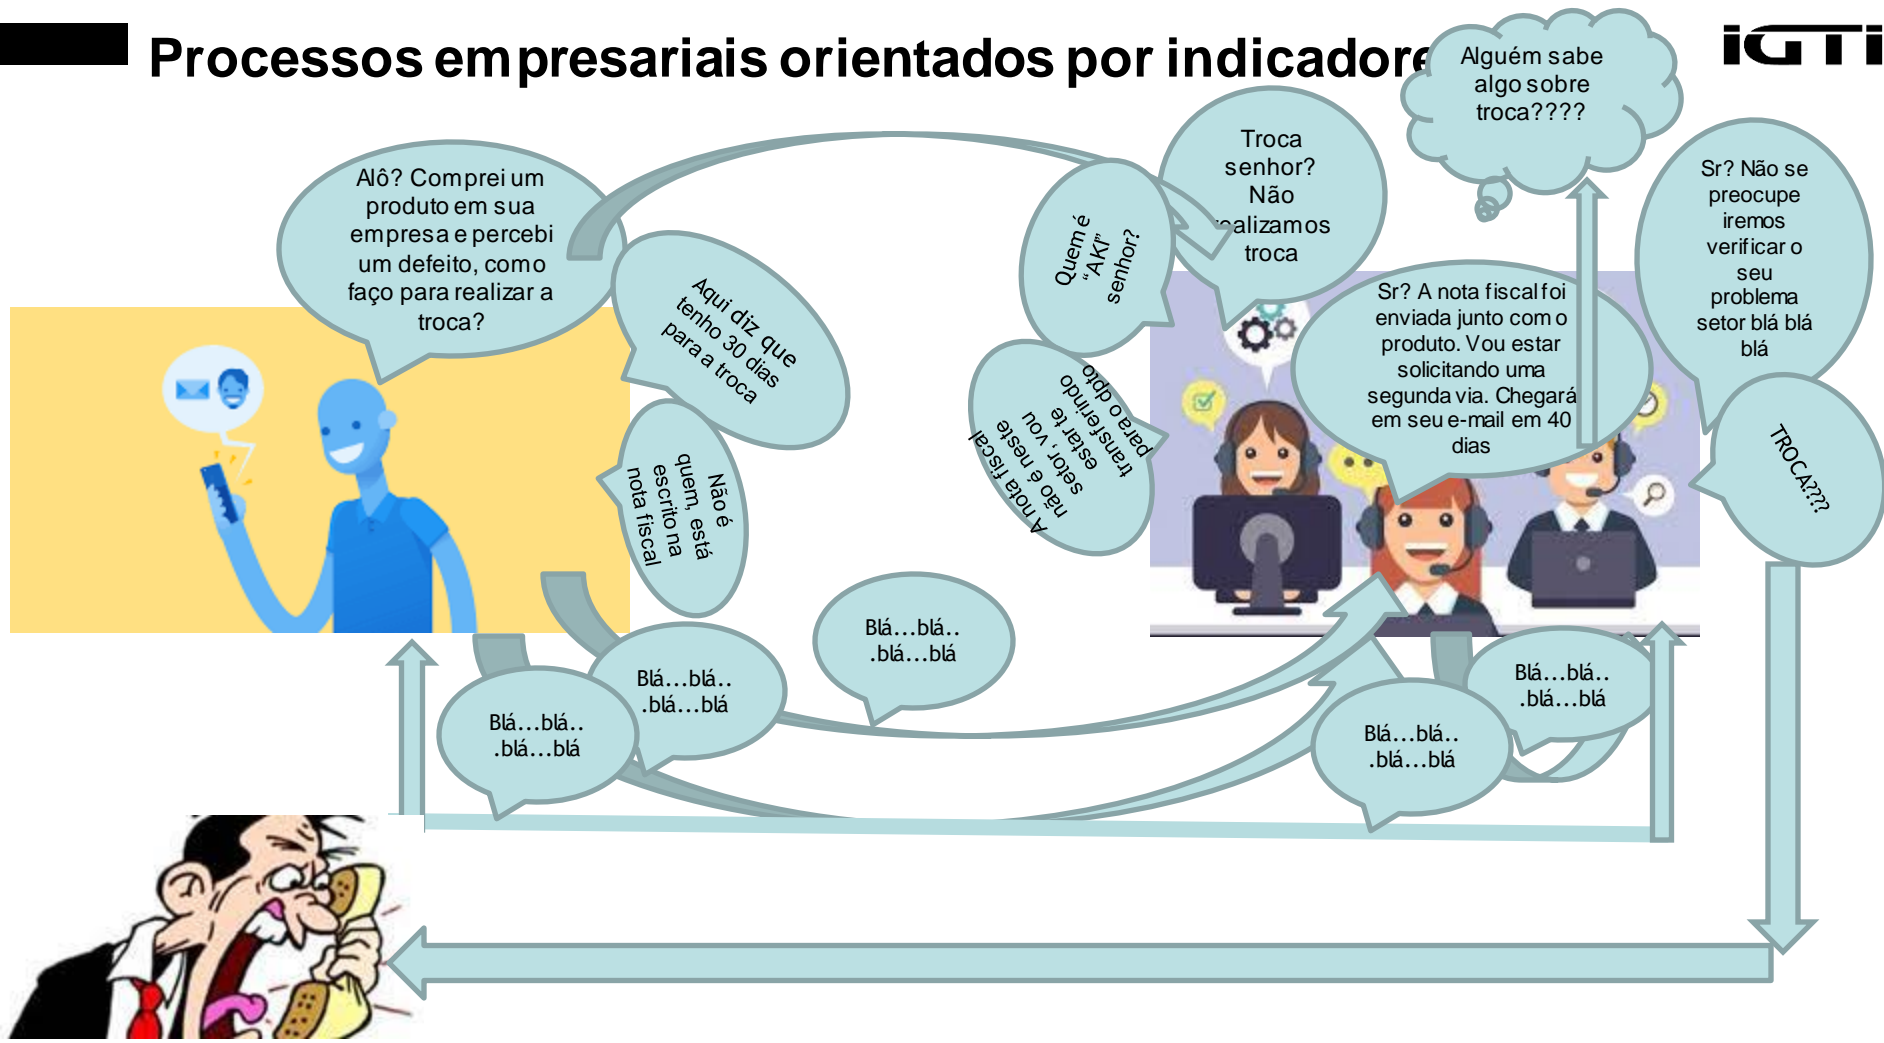 Processos empresariais orientados por indicadore
iGTi
Alguém sabe
algo sobre
troca????
Troca
senhor?
Não
realizamos
troca
Sr? Não se
preocupe
iremos
verificar o
seu
problema
setor blá blá
blá
Alô? Comprei um
produto em sua
empresa e percebi
um defeito, como
faço para realizar a
troca?
Quem é
“AKI”
senhor?
Aqui diz que
tenho 30 dias
para a troca
Sr? A nota fiscal foi
enviada junto com o
produto. Vou estar
solicitando uma
segunda via. Chegará
em seu e-mail em 40
dias
A nota fiscal
não é neste
setor, vou
estar te
transferindo
para o dpto
TROCA???
Não é
quem, está
escrito na
nota fiscal
Blá...blá..
.blá...blá
Blá...blá..
.blá...blá
Blá...blá..
.blá...blá
Blá...blá..
.blá...blá
Blá...blá..
.blá...blá